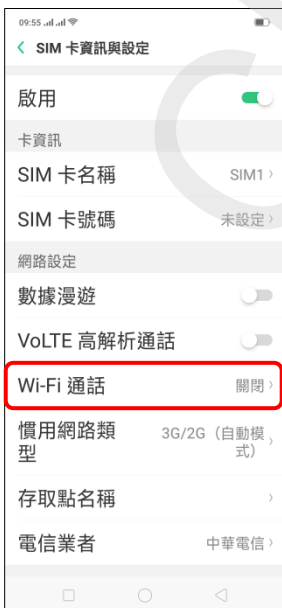 09:55
SIM 卡資訊與設定
啟用
卡資訊
SIM 卡名稱 SIM1
SIM 卡號碼 未設定
網路設定
數據漫遊
VoLTE 高解析通話
Wi-Fi 通話 關閉
慣用網路類 3G/2G（自動模
型 式）
存取點名稱
電信業者 中華電信